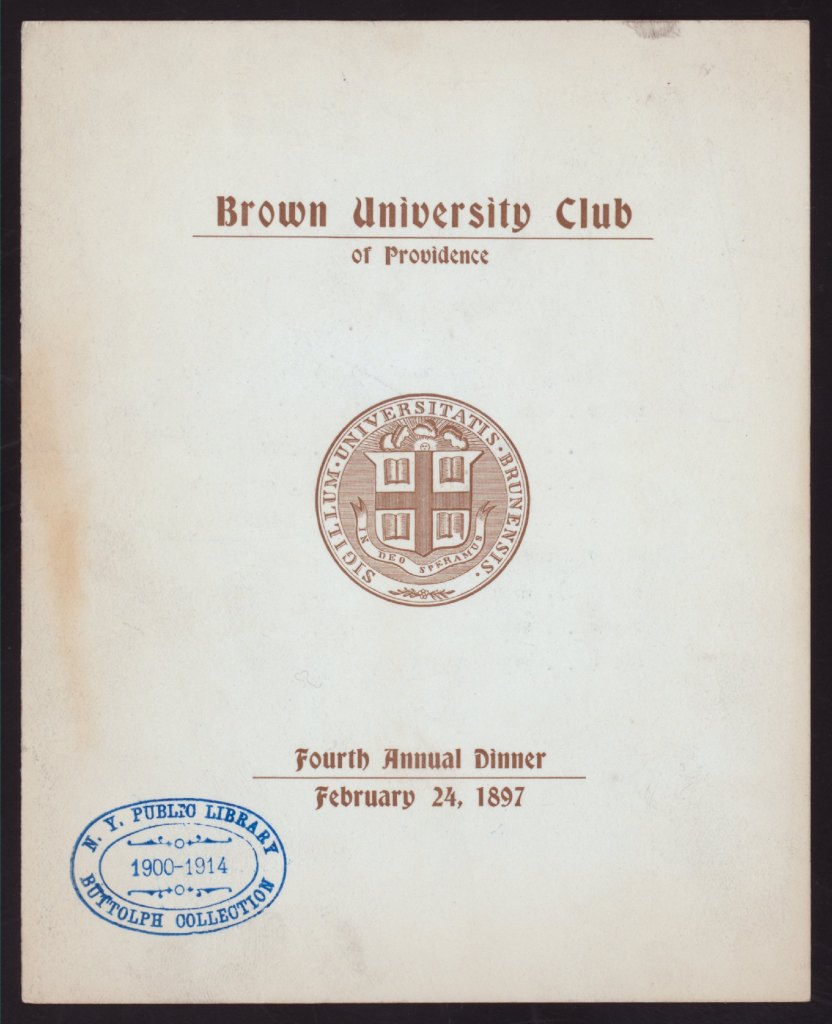 Brown University Club
of Providence
SIGILLUM · UNIVERSITATIS · BRUNENSIS ·
IN DEO SPERAMUS
Fourth Annual Dinner
February 24, 1897
N. Y. PUBLIC LIBRARY
1900-1914
BUTTOLPH COLLECTION